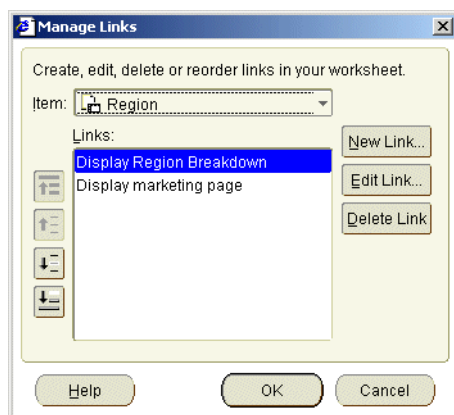 Manage Links
Create, edit, delete or reorder links in your worksheet.
Item: Region
Links:
Display Region Breakdown
Display marketing page
New Link...
Edit Link...
Delete Link
Help
OK
Cancel